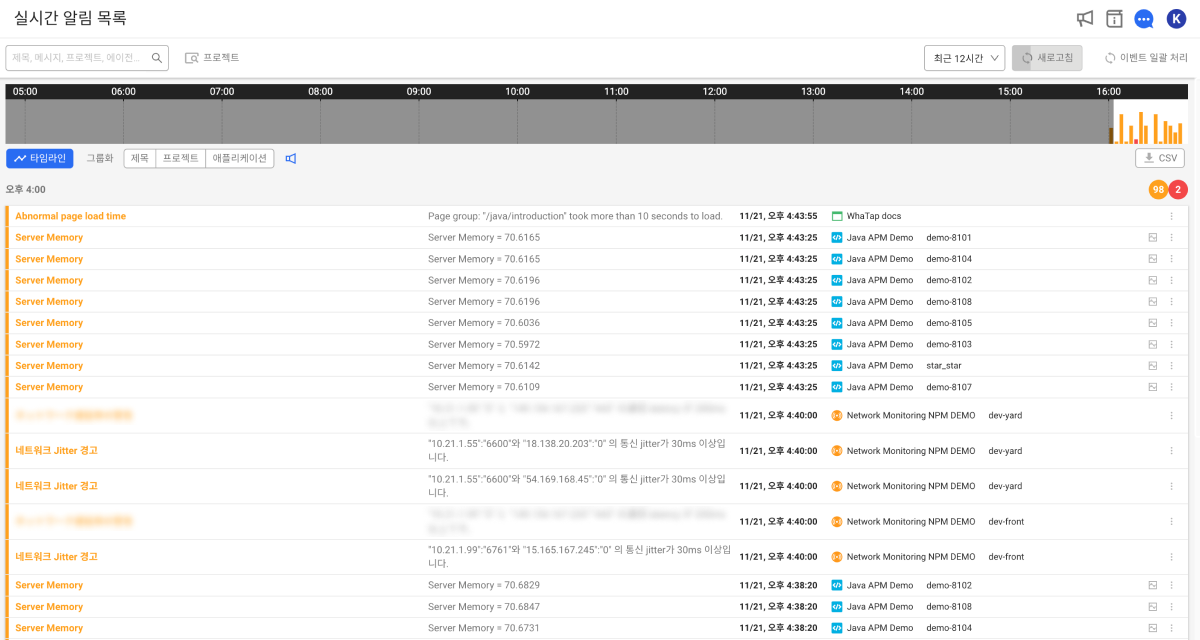 실시간 알림 목록
K
제목, 메시지, 프로젝트, 에이전...
프로젝트
최근 12시간
새로고침
이벤트 일괄 처리
05:00 06:00 07:00 08:00 09:00 10:00 11:00 12:00 13:00 14:00 15:00 16:00
타임라인 그룹화 제목 프로젝트 애플리케이션 CSV
오후 4:00 98 2
Abnormal page load time Page group: "/java/introduction" took more than 10 seconds to load. 11/21, 오후 4:43:55 WhaTap docs
Server Memory Server Memory = 70.6165 11/21, 오후 4:43:25 Java APM Demo demo-8101
Server Memory Server Memory = 70.6165 11/21, 오후 4:43:25 Java APM Demo demo-8104
Server Memory Server Memory = 70.6196 11/21, 오후 4:43:25 Java APM Demo demo-8102
Server Memory Server Memory = 70.6196 11/21, 오후 4:43:25 Java APM Demo demo-8108
Server Memory Server Memory = 70.6036 11/21, 오후 4:43:25 Java APM Demo demo-8105
Server Memory Server Memory = 70.5972 11/21, 오후 4:43:25 Java APM Demo demo-8103
Server Memory Server Memory = 70.6142 11/21, 오후 4:43:25 Java APM Demo star_star
Server Memory Server Memory = 70.6109 11/21, 오후 4:43:25 Java APM Demo demo-8107
11/21, 오후 4:40:00 Network Monitoring NPM DEMO dev-yard
네트워크 Jitter 경고 "10.21.1.55":"6600"와 "18.138.20.203":"0" 의 통신 jitter가 30ms 이상입
니다. 11/21, 오후 4:40:00 Network Monitoring NPM DEMO dev-yard
네트워크 Jitter 경고 "10.21.1.55":"6600"와 "54.169.168.45":"0" 의 통신 jitter가 30ms 이상입
니다. 11/21, 오후 4:40:00 Network Monitoring NPM DEMO dev-yard
11/21, 오후 4:40:00 Network Monitoring NPM DEMO dev-front
네트워크 Jitter 경고 "10.21.1.99":"6761"와 "15.165.167.245":"0" 의 통신 jitter가 30ms 이상입
니다. 11/21, 오후 4:40:00 Network Monitoring NPM DEMO dev-front
Server Memory Server Memory = 70.6829 11/21, 오후 4:38:20 Java APM Demo demo-8102
Server Memory Server Memory = 70.6847 11/21, 오후 4:38:20 Java APM Demo demo-8108
Server Memory Server Memory = 70.6731 11/21, 오후 4:38:20 Java APM Demo demo-8104